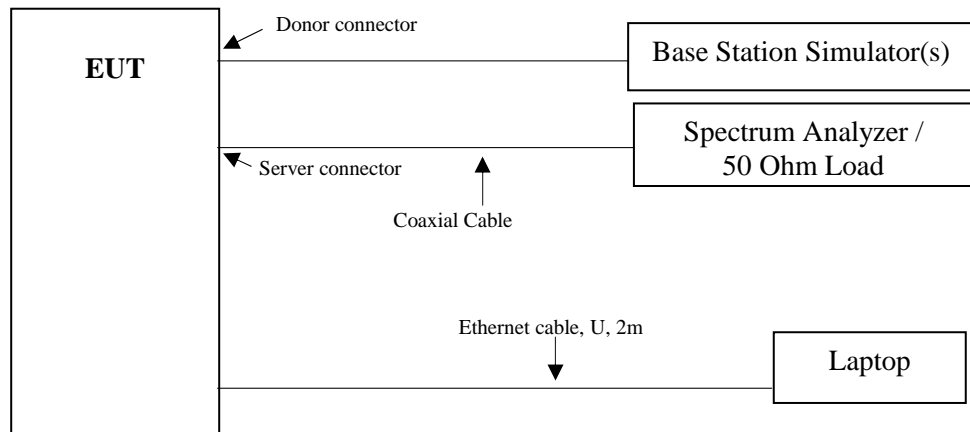 Donor connector
EUT
Base Station Simulator(s)
Spectrum Analyzer /
50 Ohm Load
Server connector
Coaxial Cable
Ethernet cable, U, 2m
Laptop